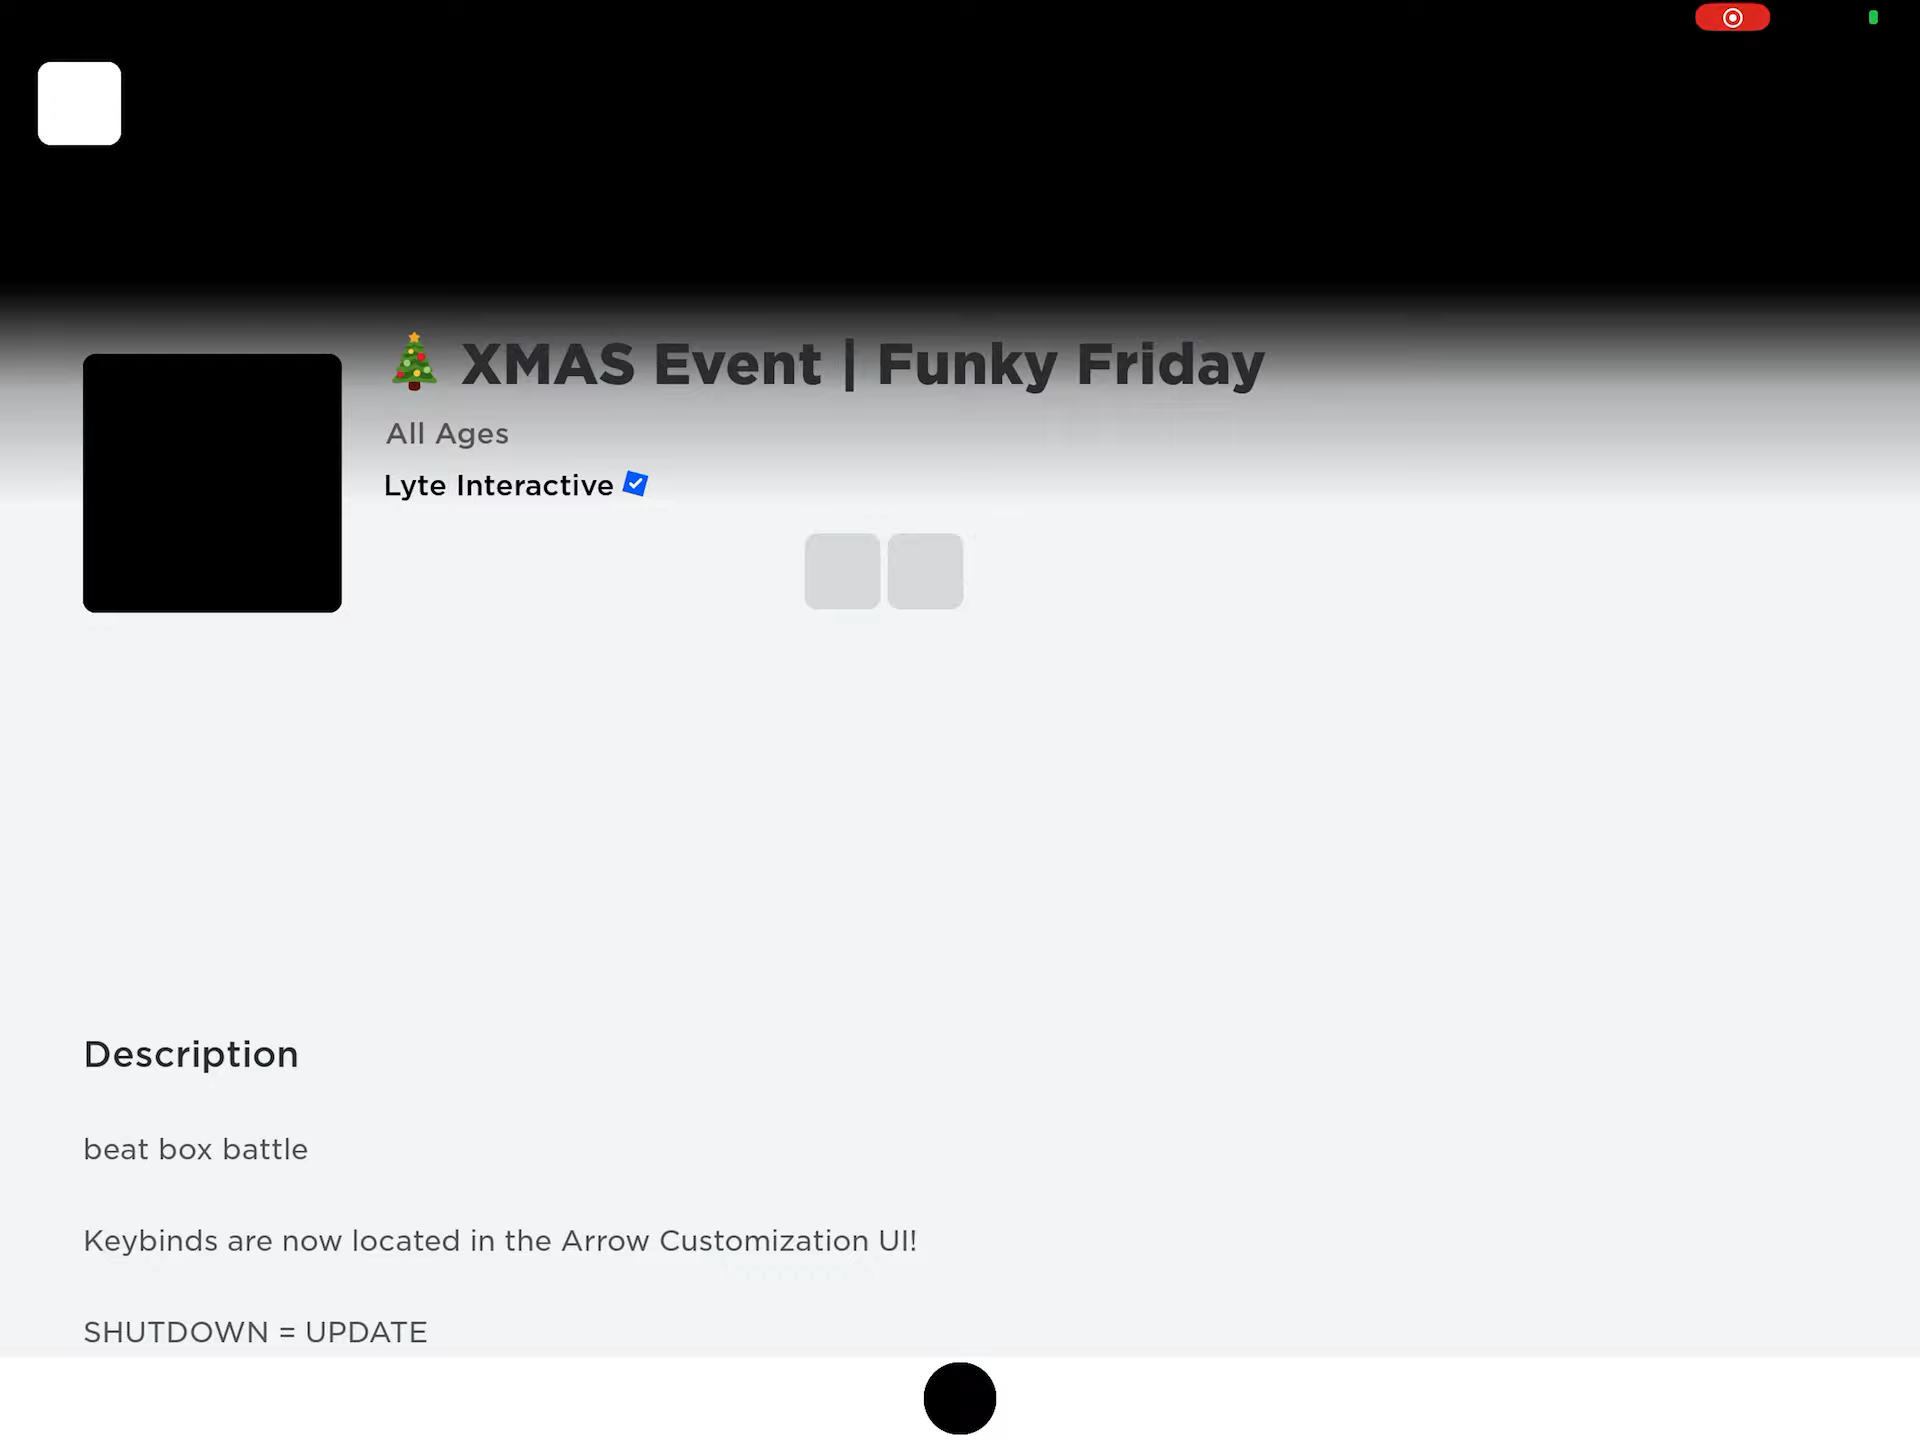 🎄 XMAS Event | Funky Friday
All Ages
Lyte Interactive
Description
beat box battle
Keybinds are now located in the Arrow Customization UI!
SHUTDOWN = UPDATE